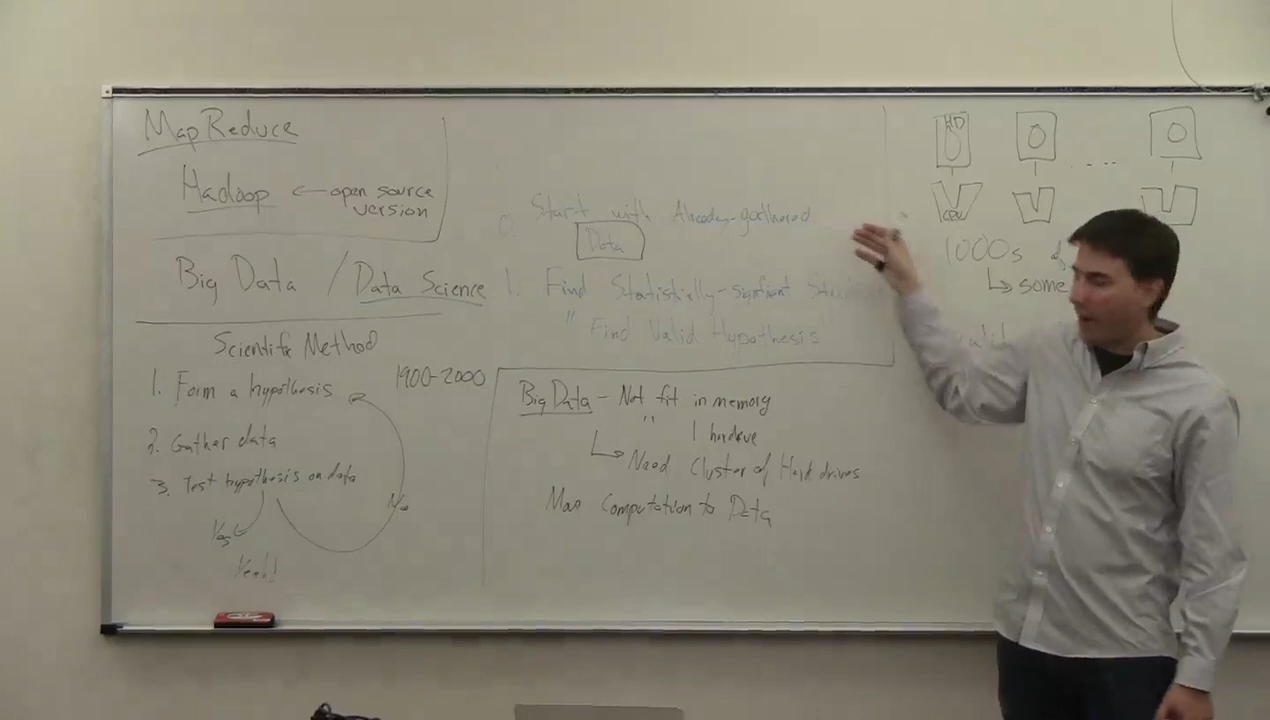 MapReduce
Hadoop ← open source
version
Big Data / Data Science
Scientific Method
1. Form a hypothesis
1900-2000
2. Gather data
3. Test hypothesis on data
Yes
No
Yeah!
0. Start with Already-gathered
Data
1. Find Statistially-significant
" Find Valid Hypothesis "
Big Data - Not fit in memory
" 1 hardrive
↳ Need Cluster of Hard drives
Map Computation to Data
HD
....
CPU
1000s of
↳ some